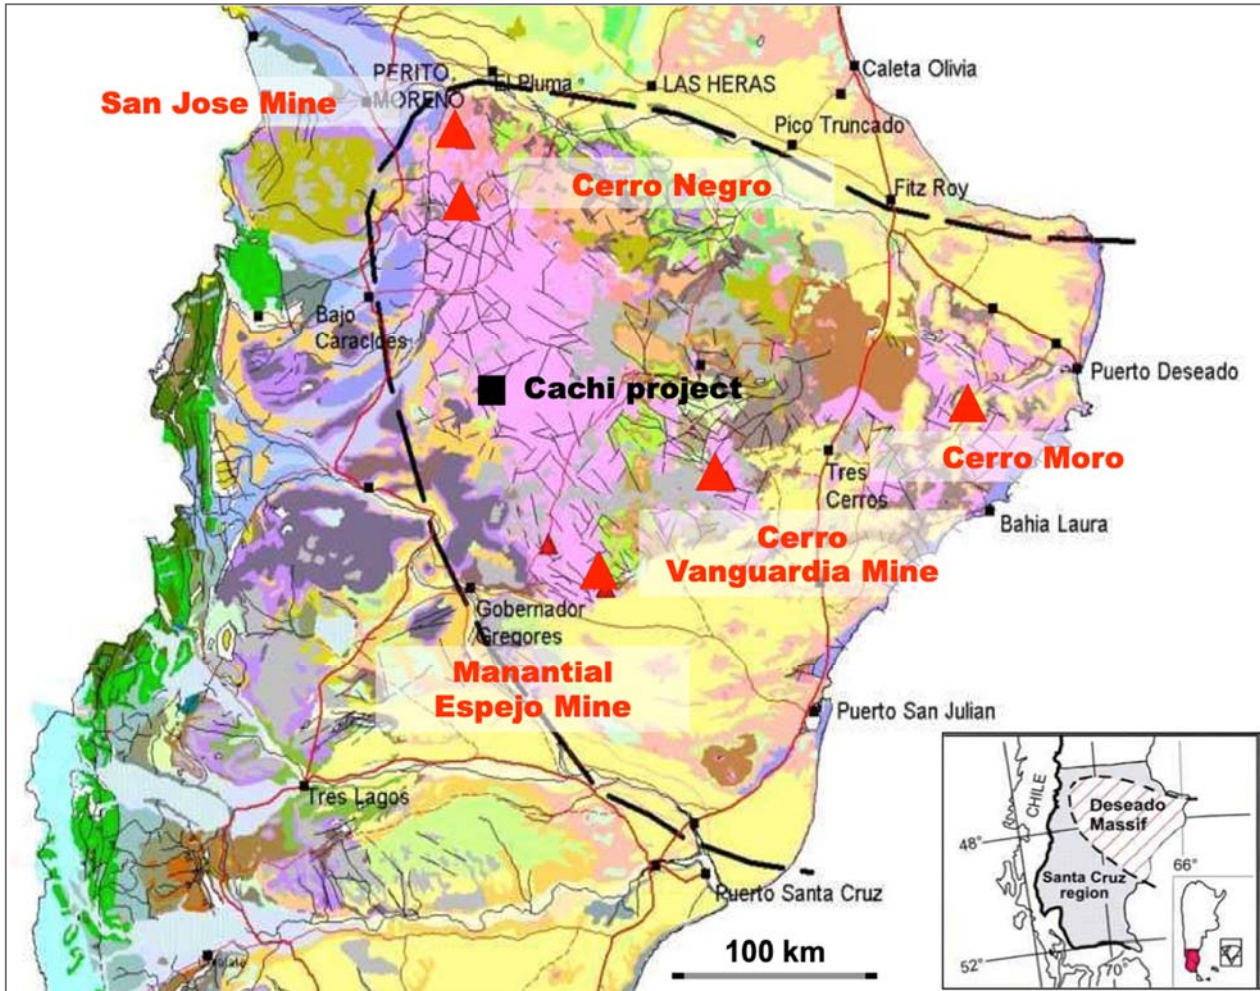 PERITO
MORENO
El Pluma
LAS HERAS
Caleta Olivia
San Jose Mine
Pico Truncado
Cerro Negro
Fitz Roy
Bajo
Caracoles
Cachi project
Puerto Deseado
Cerro Moro
Tres
Cerros
Bahia Laura
Cerro
Vanguardia Mine
Gobernador
Gregores
Manantial
Espejo Mine
Puerto San Julian
Tres Lagos
Puerto Santa Cruz
100 km
CHILE
Deseado
Massif
48°
66°
Santa Cruz
region
52°
70°